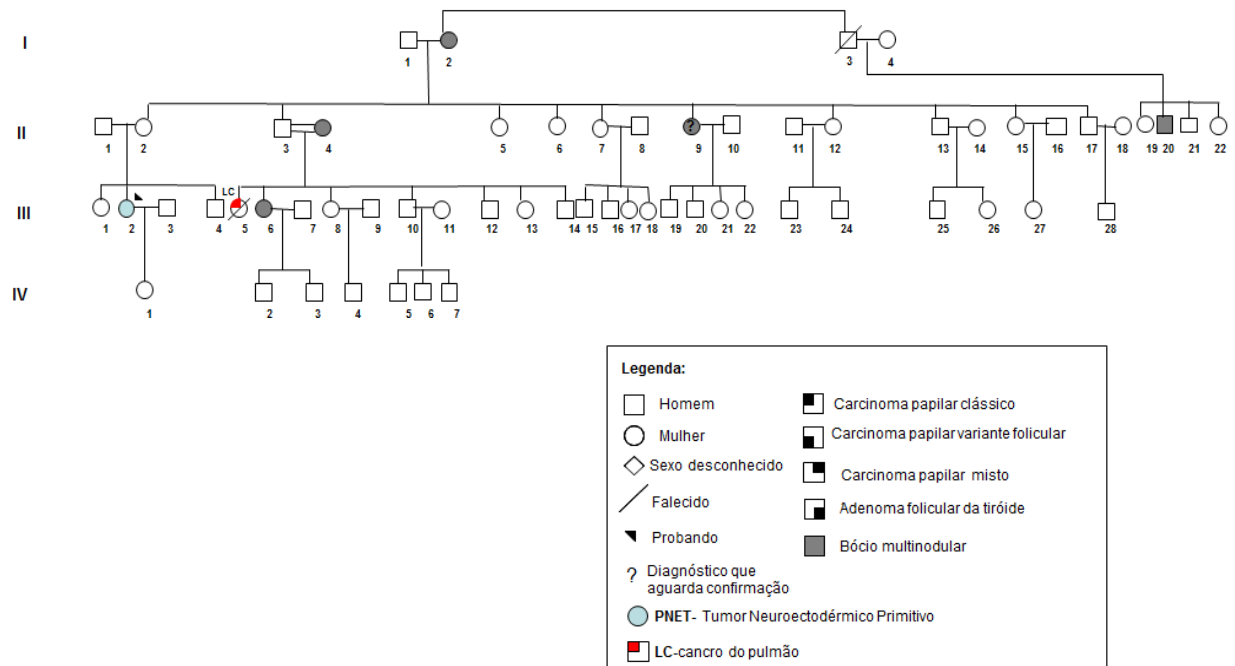 I
1 2 3 4
II
?
1 2 3 4 5 6 7 8 9 10 11 12 13 14 15 16 17 18 19 20 21 22
LC
III
1 2 3 4 5 6 7 8 9 10 11 12 13 14 15 16 17 18 19 20 21 22 23 24 25 26 27 28
IV
1 2 3 4 5 6 7
Legenda:
Homem
Mulher
Sexo desconhecido
Falecido
Probando
? Diagnóstico que
aguarda confirmação
PNET- Tumor Neuroectodérmico Primitivo
LC-cancro do pulmão
Carcinoma papilar clássico
Carcinoma papilar variante folicular
Carcinoma papilar misto
Adenoma folicular da tiróide
Bócio multinodular